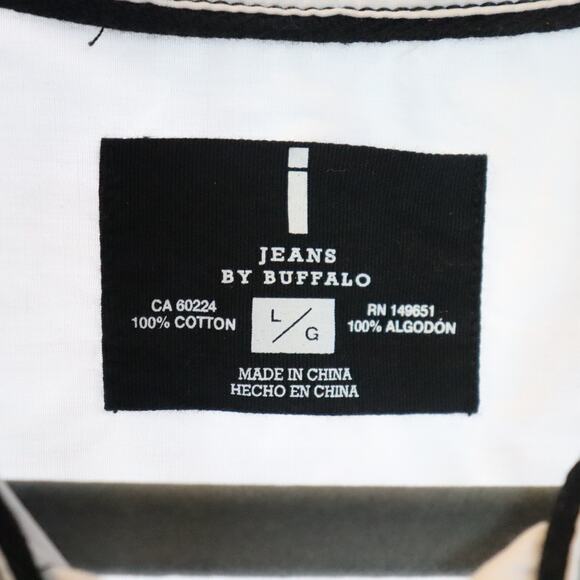 i
JEANS
BY BUFFALO
CA 60224
100% COTTON
L/G
RN 149651
100% ALGODÓN
MADE IN CHINA
HECHO EN CHINA